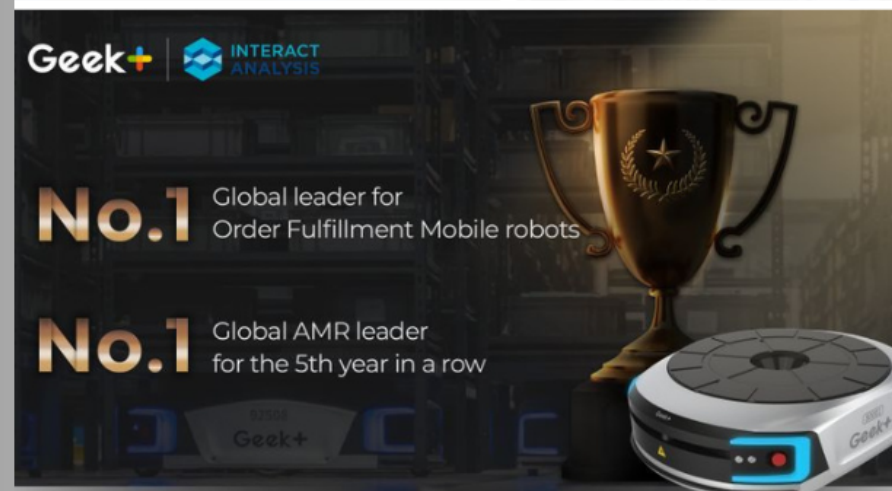 Geek+
INTERACT
ANALYSIS
No.1
Global leader for
Order Fulfillment Mobile robots
No.1
Global AMR leader
for the 5th year in a row
Geek+
Geek+